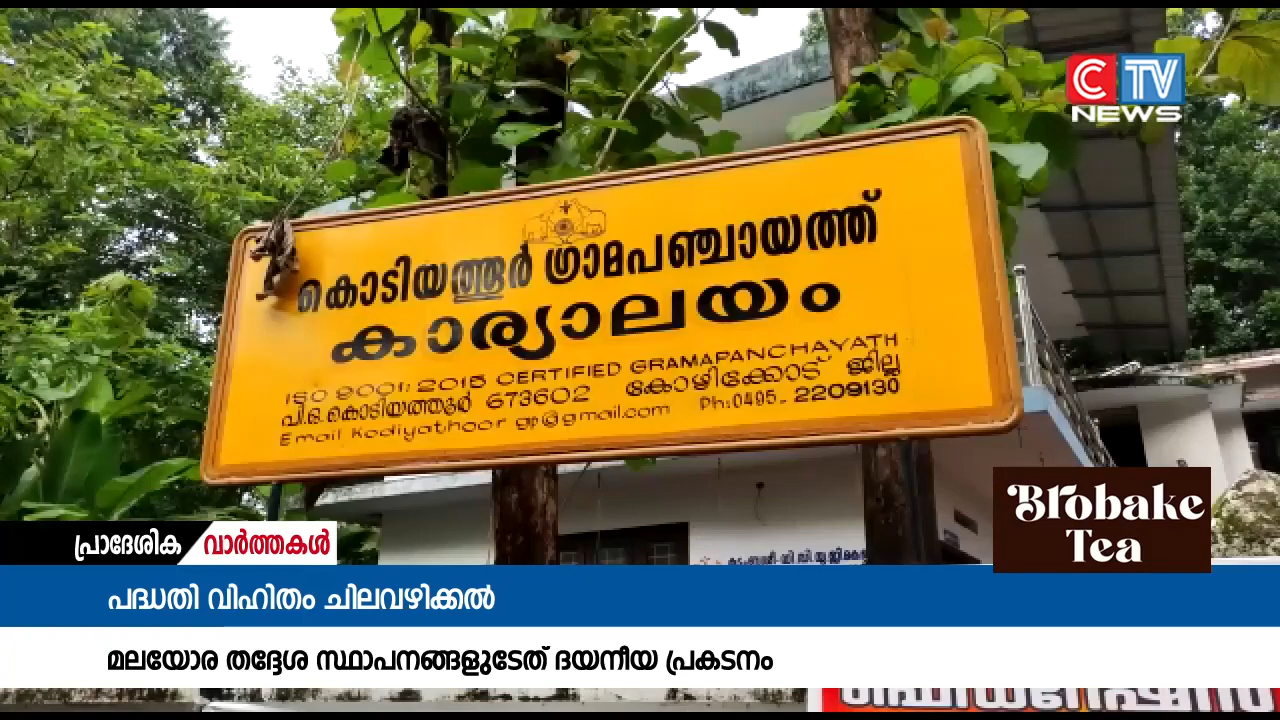 CTV
NEWS
കൊടിയത്തൂർ ഗ്രാമപഞ്ചായത്ത്
കാര്യാലയം
ISO 9001: 2015 CERTIFIED GRAMAPANCHAYATH
പി.ഒ.കൊടിയത്തൂർ 673602 കോഴിക്കോട് ജില്ല
Email kodiyathoor gp@gmail.com Ph:0495- 2209130
Brobake
Tea
പ്രാദേശിക വാർത്തകൾ
പദ്ധതി വിഹിതം ചിലവഴിക്കൽ
മലയോര തദ്ദേശ സ്ഥാപനങ്ങളുടേത് ദയനീയ പ്രകടനം